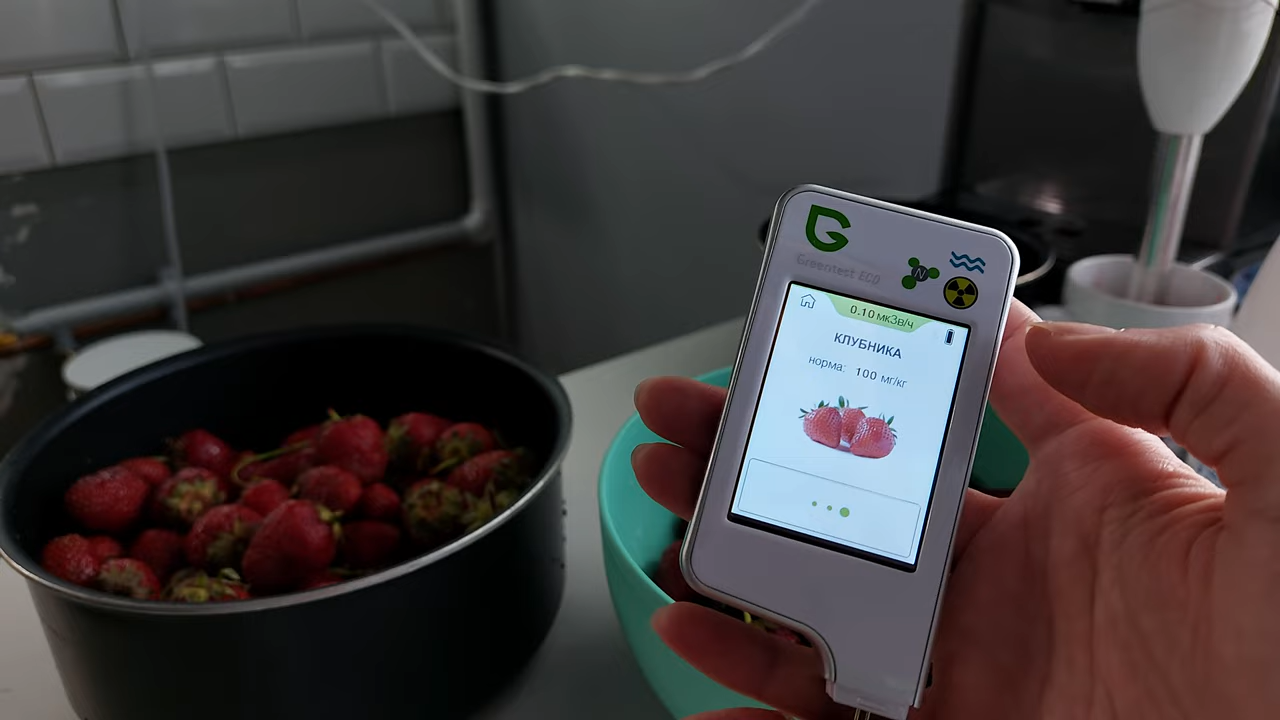 Greentest ECO
N
0.10 мкЗв/ч
КЛУБНИКА
норма: 100 мг/кг